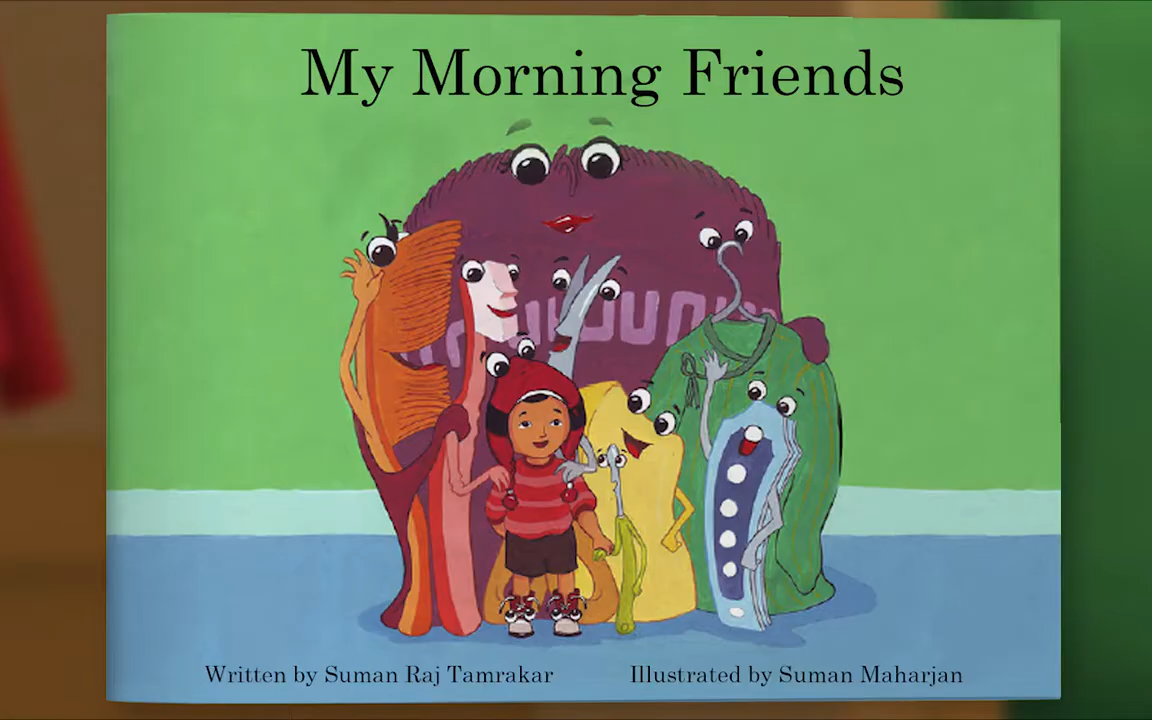 My Morning Friends
Written by Suman Raj Tamrakar
Illustrated by Suman Maharjan